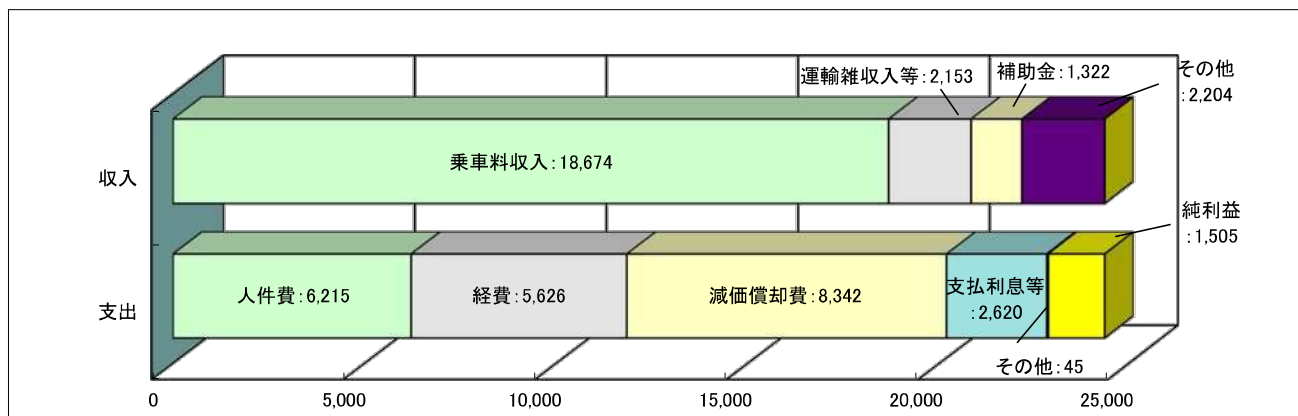 運輸雑収入等:2,153
補助金:1,322
その他
:2,204
収入
乗車料収入:18,674
純利益
:1,505
支出
人件費:6,215
経費:5,626
減価償却費:8,342
支払利息等
:2,620
その他:45
0
5,000
10,000
15,000
20,000
25,000